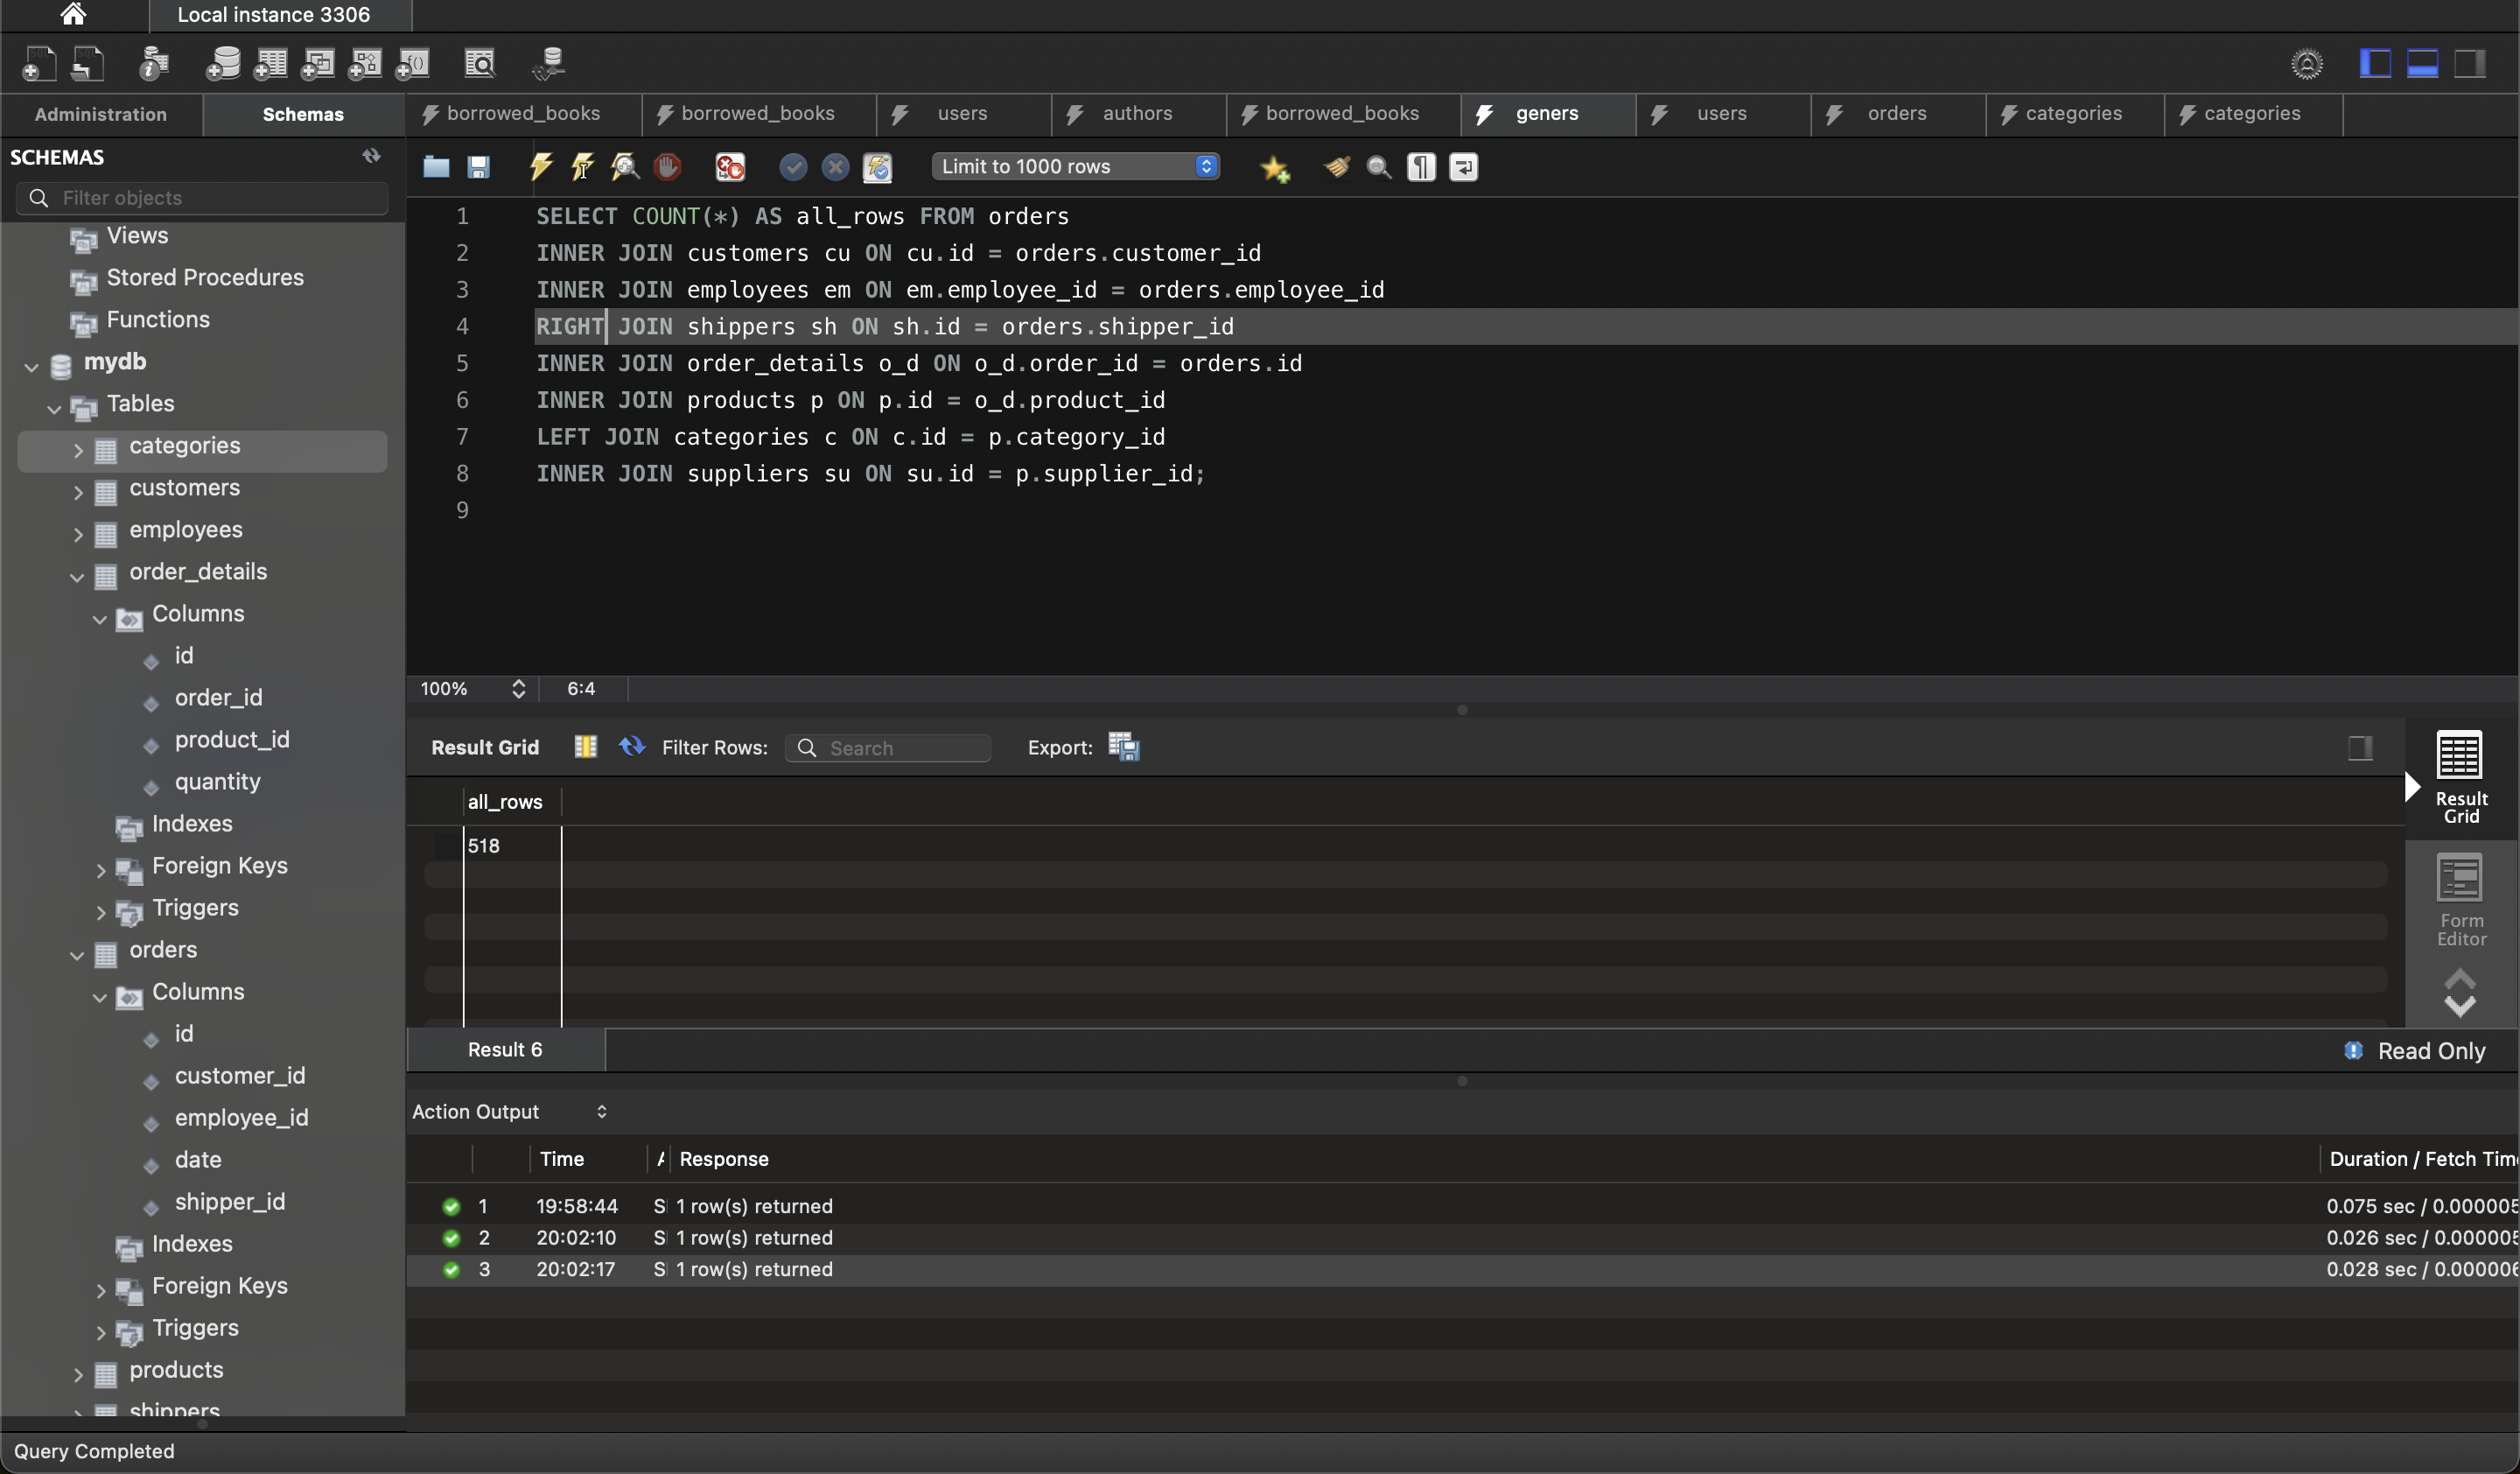 Local instance 3306
Administration
Schemas
borrowed_books
borrowed_books
users
authors
borrowed_books
geners
users
orders
categories
categories
SCHEMAS
Filter objects
Views
Stored Procedures
Functions
mydb
Tables
categories
customers
employees
order_details
Columns
id
order_id
product_id
quantity
Indexes
Foreign Keys
Triggers
orders
Columns
id
customer_id
employee_id
date
shipper_id
Indexes
Foreign Keys
Triggers
products
shippers
Limit to 1000 rows
1 SELECT COUNT(*) AS all_rows FROM orders
2 INNER JOIN customers cu ON cu.id = orders.customer_id
3 INNER JOIN employees em ON em.employee_id = orders.employee_id
4 RIGHT JOIN shippers sh ON sh.id = orders.shipper_id
5 INNER JOIN order_details o_d ON o_d.order_id = orders.id
6 INNER JOIN products p ON p.id = o_d.product_id
7 LEFT JOIN categories c ON c.id = p.category_id
8 INNER JOIN suppliers su ON su.id = p.supplier_id;
9
100% 6:4
Result Grid Filter Rows: Search Export:
all_rows
518
Result
Grid
Form
Editor
Result 6
Read Only
Action Output
Time Response Duration / Fetch Tim
1 19:58:44 S 1 row(s) returned 0.075 sec / 0.000005
2 20:02:10 S 1 row(s) returned 0.026 sec / 0.000005
3 20:02:17 S 1 row(s) returned 0.028 sec / 0.000006
Query Completed